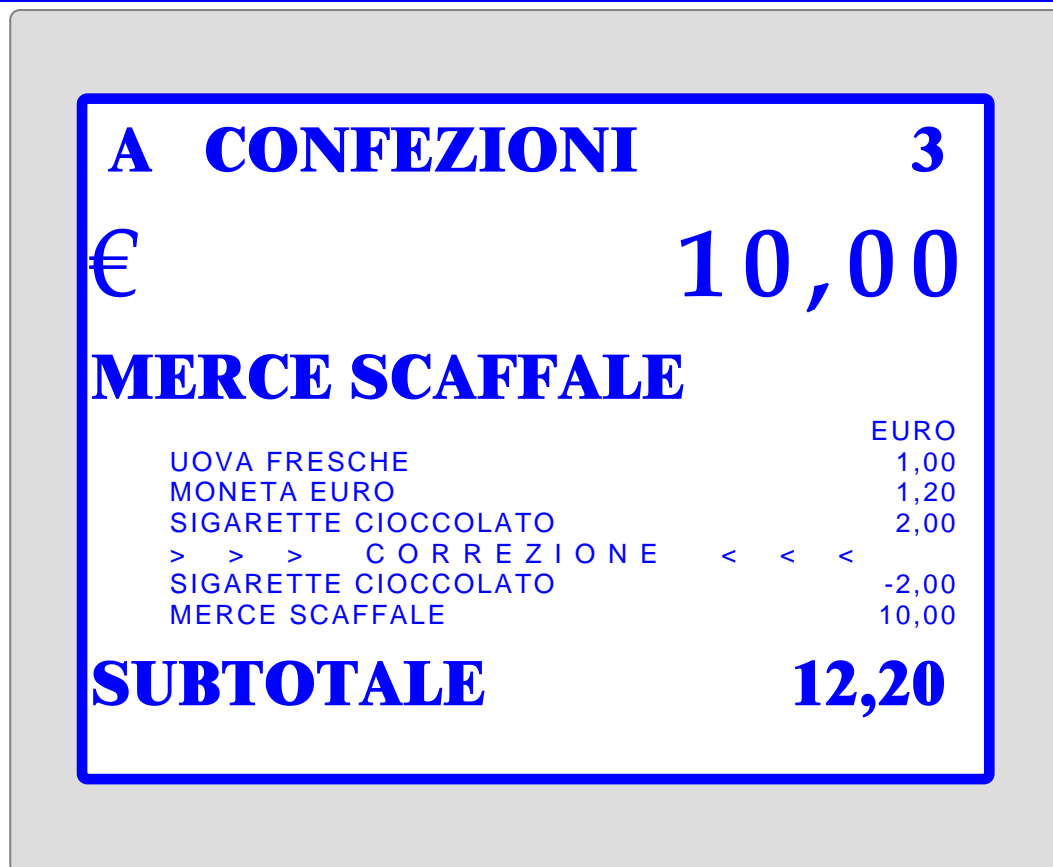 A CONFEZIONI 3
€ 10,00
MERCE SCAFFALE
EURO
UOVA FRESCHE 1,00
MONETA EURO 1,20
SIGARETTE CIOCCOLATO 2,00
> > > CORREZIONE < < <
SIGARETTE CIOCCOLATO -2,00
MERCE SCAFFALE 10,00
SUBTOTALE 12,20